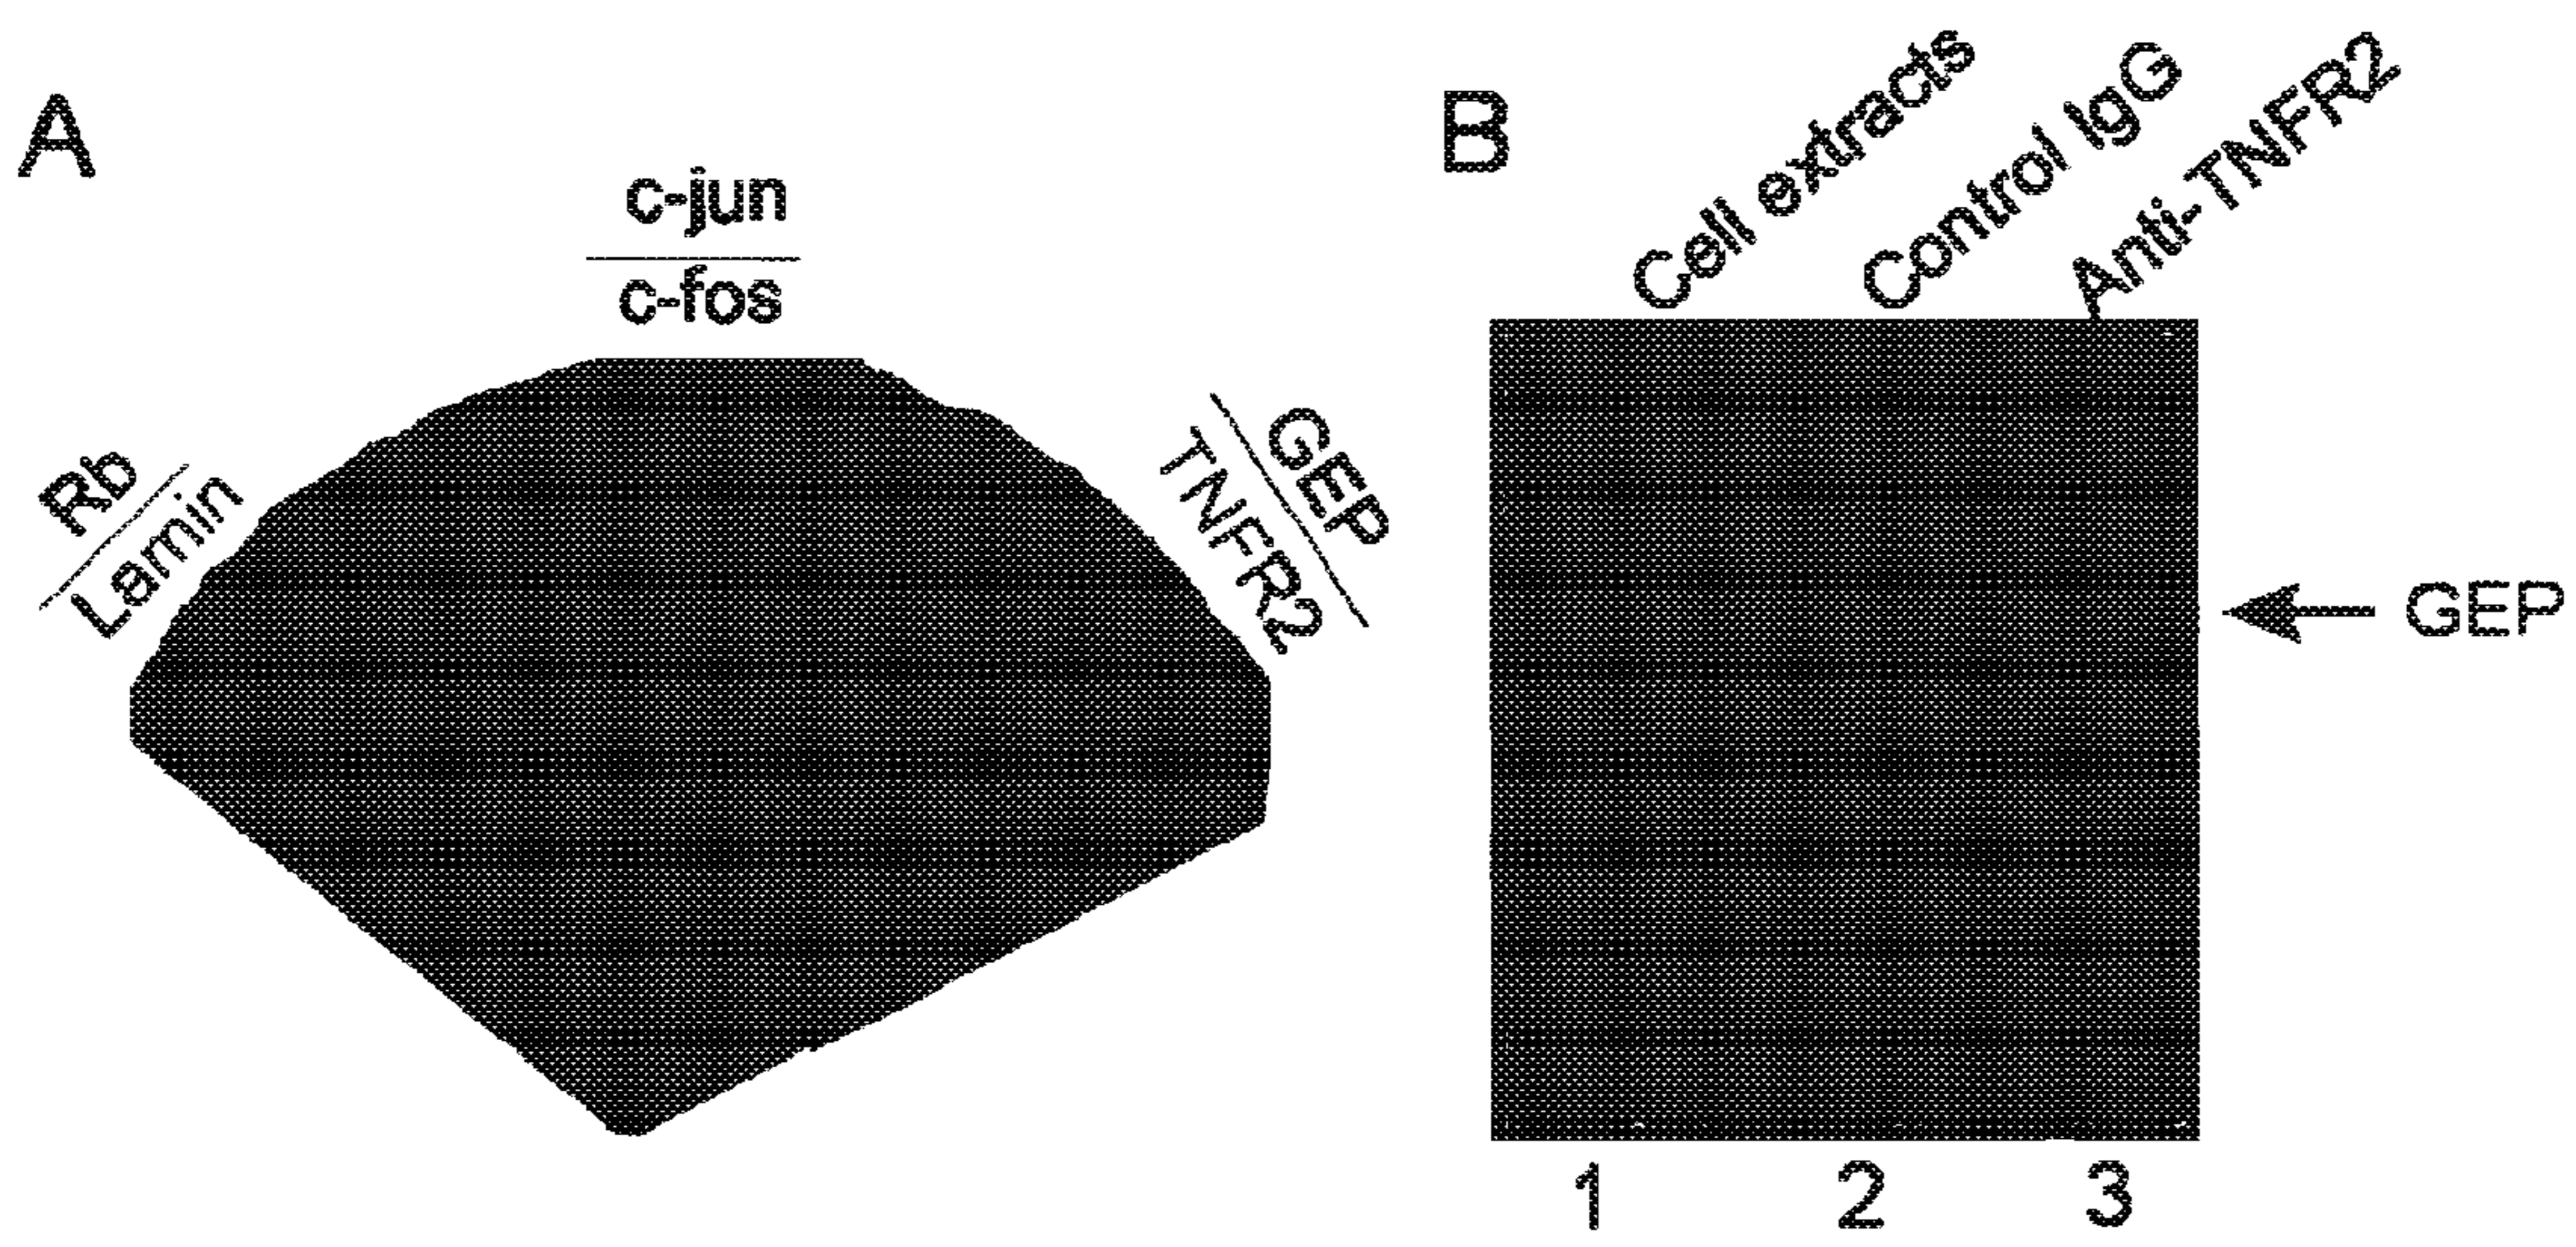 A
c-jun
c-fos
Rb
Lamin
GEP
TNFR2
B
Cell extracts
Control IgG
Anti-TNFR2
GEP
1 2 3